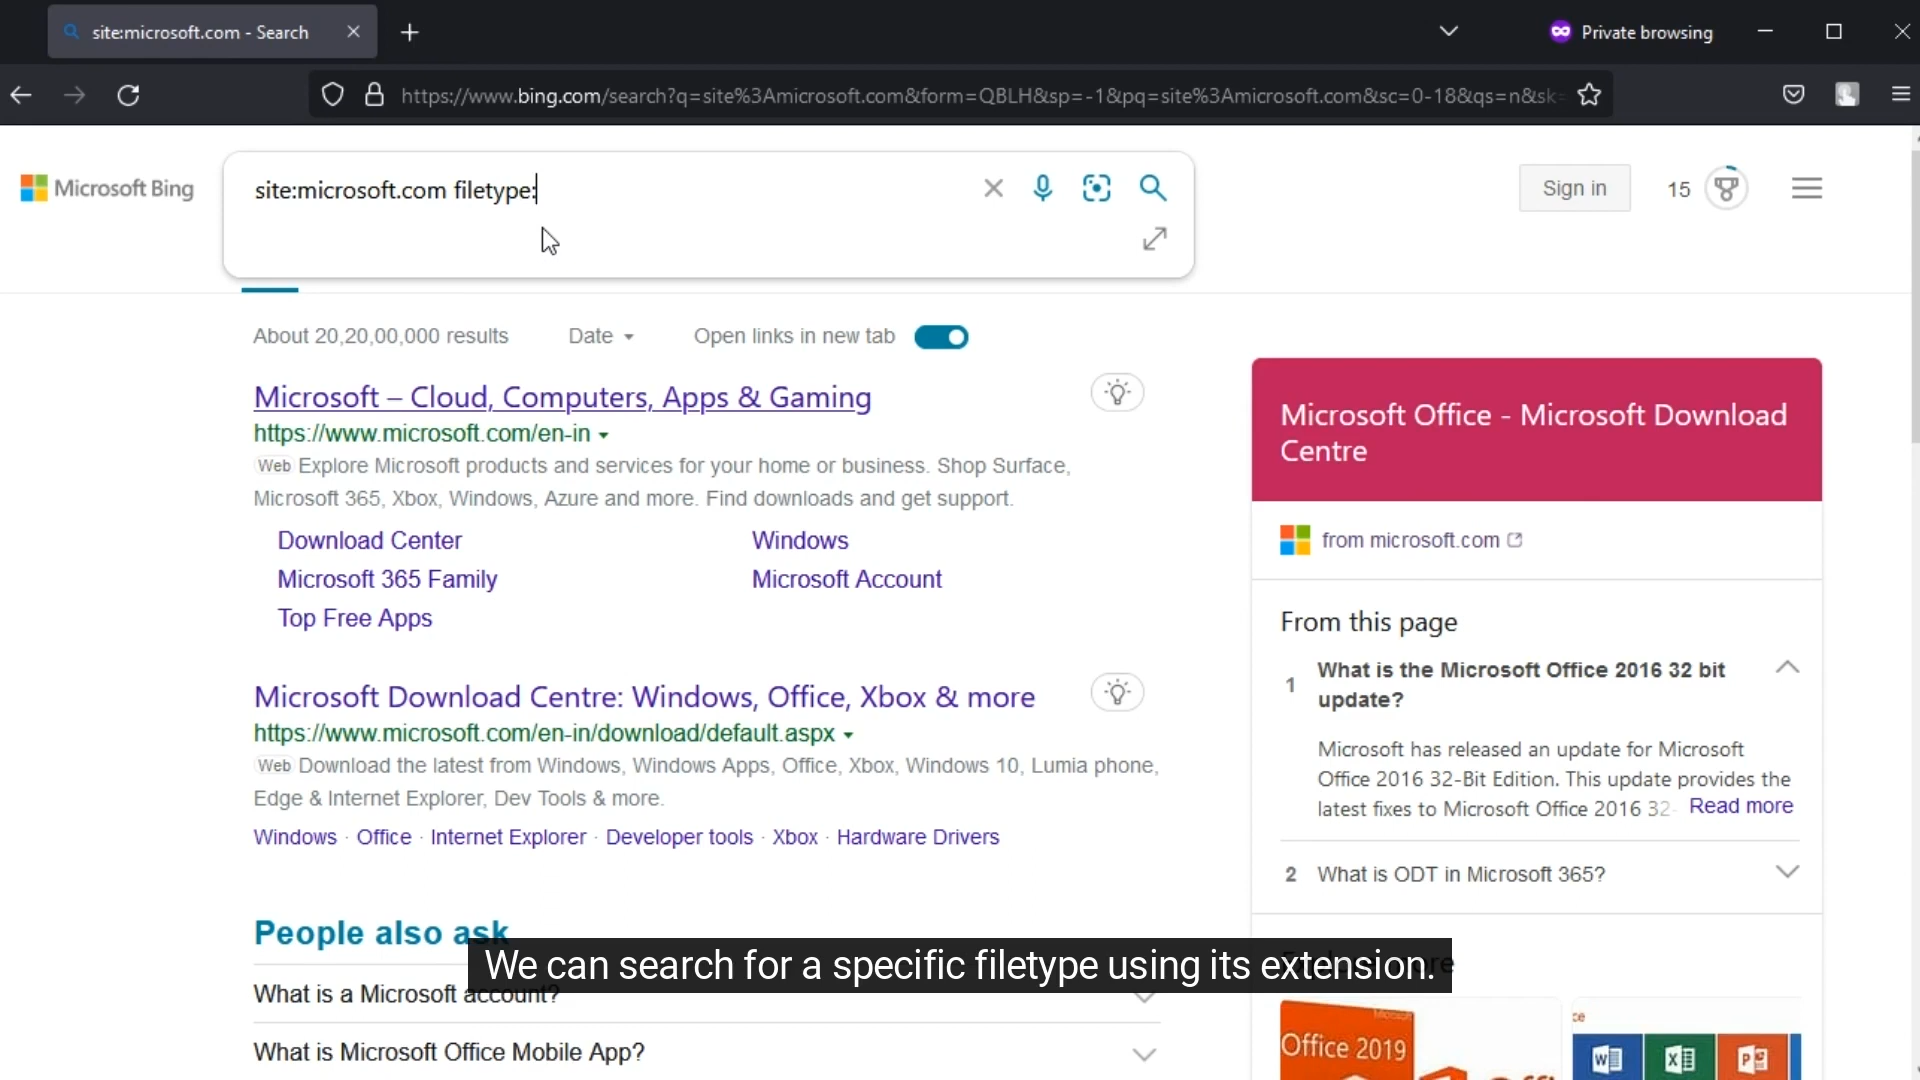 site:microsoft.com - Search
Private browsing
https://www.bing.com/search?q=site%3Amicrosoft.com&form=QBLH&sp=-1&pq=site%3Amicrosoft.com&sc=0-18&qs=n&sk=
Microsoft Bing
site:microsoft.com filetype:
Sign in
15
About 20,20,00,000 results
Date
Open links in new tab
Microsoft – Cloud, Computers, Apps & Gaming
https://www.microsoft.com/en-in
Web Explore Microsoft products and services for your home or business. Shop Surface,
Microsoft 365, Xbox, Windows, Azure and more. Find downloads and get support.
Download Center
Windows
Microsoft 365 Family
Microsoft Account
Top Free Apps
Microsoft Download Centre: Windows, Office, Xbox & more
https://www.microsoft.com/en-in/download/default.aspx
Web Download the latest from Windows, Windows Apps, Office, Xbox, Windows 10, Lumia phone,
Edge & Internet Explorer, Dev Tools & more.
Windows · Office · Internet Explorer · Developer tools · Xbox · Hardware Drivers
People also ask
What is a Microsoft account?
What is Microsoft Office Mobile App?
Microsoft Office - Microsoft Download
Centre
from microsoft.com
From this page
1 What is the Microsoft Office 2016 32 bit
update?
Microsoft has released an update for Microsoft
Office 2016 32-Bit Edition. This update provides the
latest fixes to Microsoft Office 2016 32- Read more
2 What is ODT in Microsoft 365?
We can search for a specific filetype using its extension.
Microsoft
Office 2019
ce